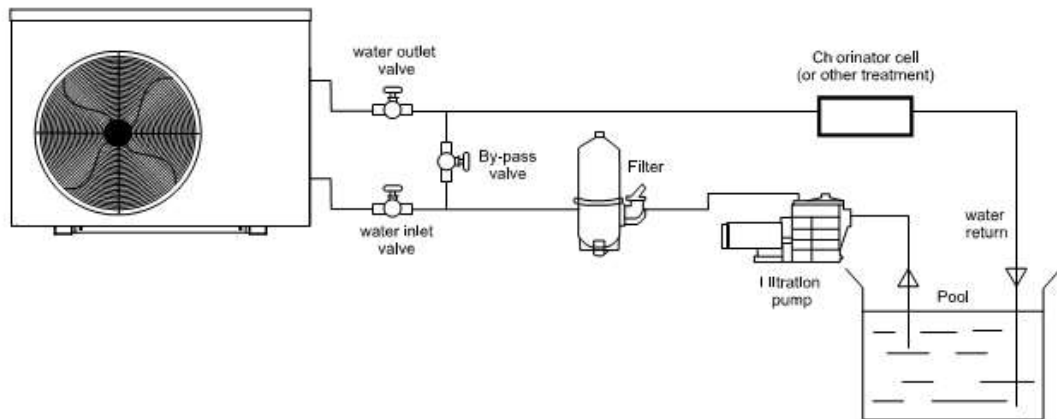 water outlet
valve
Ch orinator cell
(or other treatment)
By-pass
valve
Filter
water inlet
valve
water
return
l iltration
pump
Pool